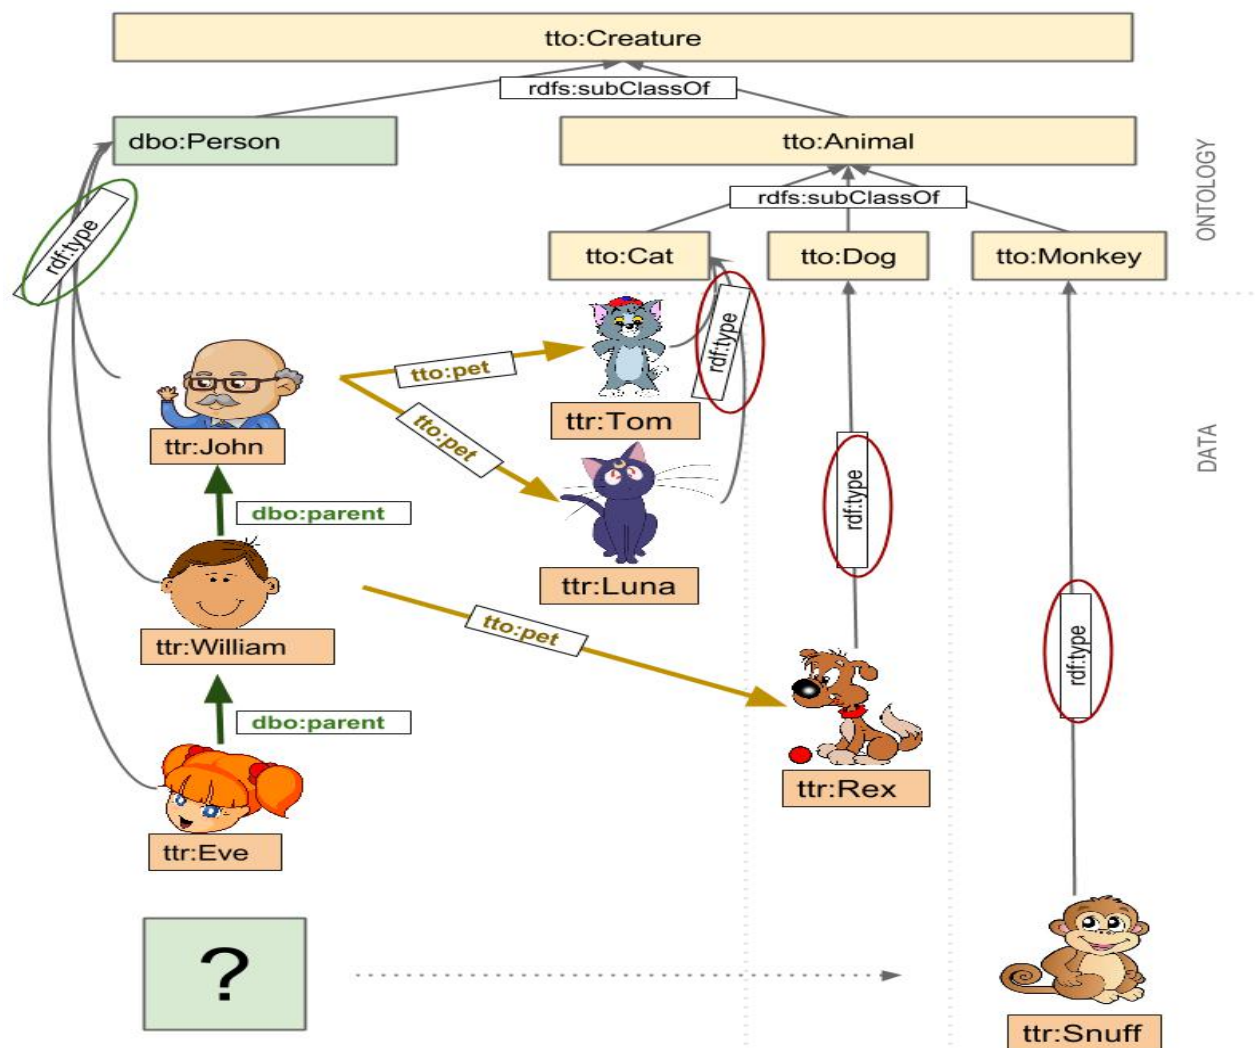 tto:Creature
rdfs:subClassOf
dbo:Person
tto:Animal
ONTOLOGY
rdf:type
rdfs:subClassOf
tto:Cat
tto:Dog
tto:Monkey
rdf:type
tto:pet
ttr:Tom
tto:pet
ttr:John
DATA
dbo:parent
rdf:type
ttr:Luna
ttr:William
tto:pet
rdf:type
dbo:parent
ttr:Rex
ttr:Eve
?
ttr:Snuff